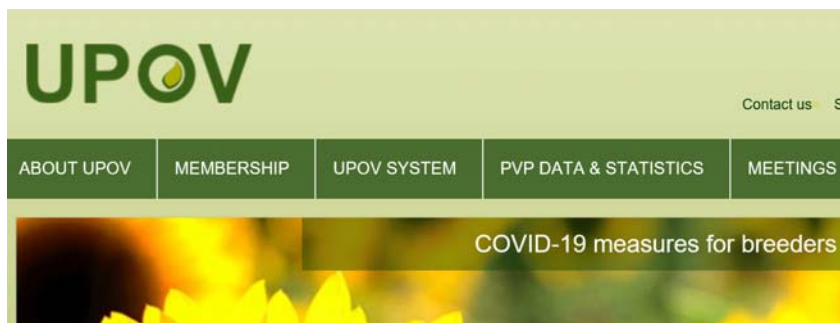 UPOV
Contact us S
ABOUT UPOV MEMBERSHIP UPOV SYSTEM PVP DATA & STATISTICS MEETINGS
COVID-19 measures for breeders